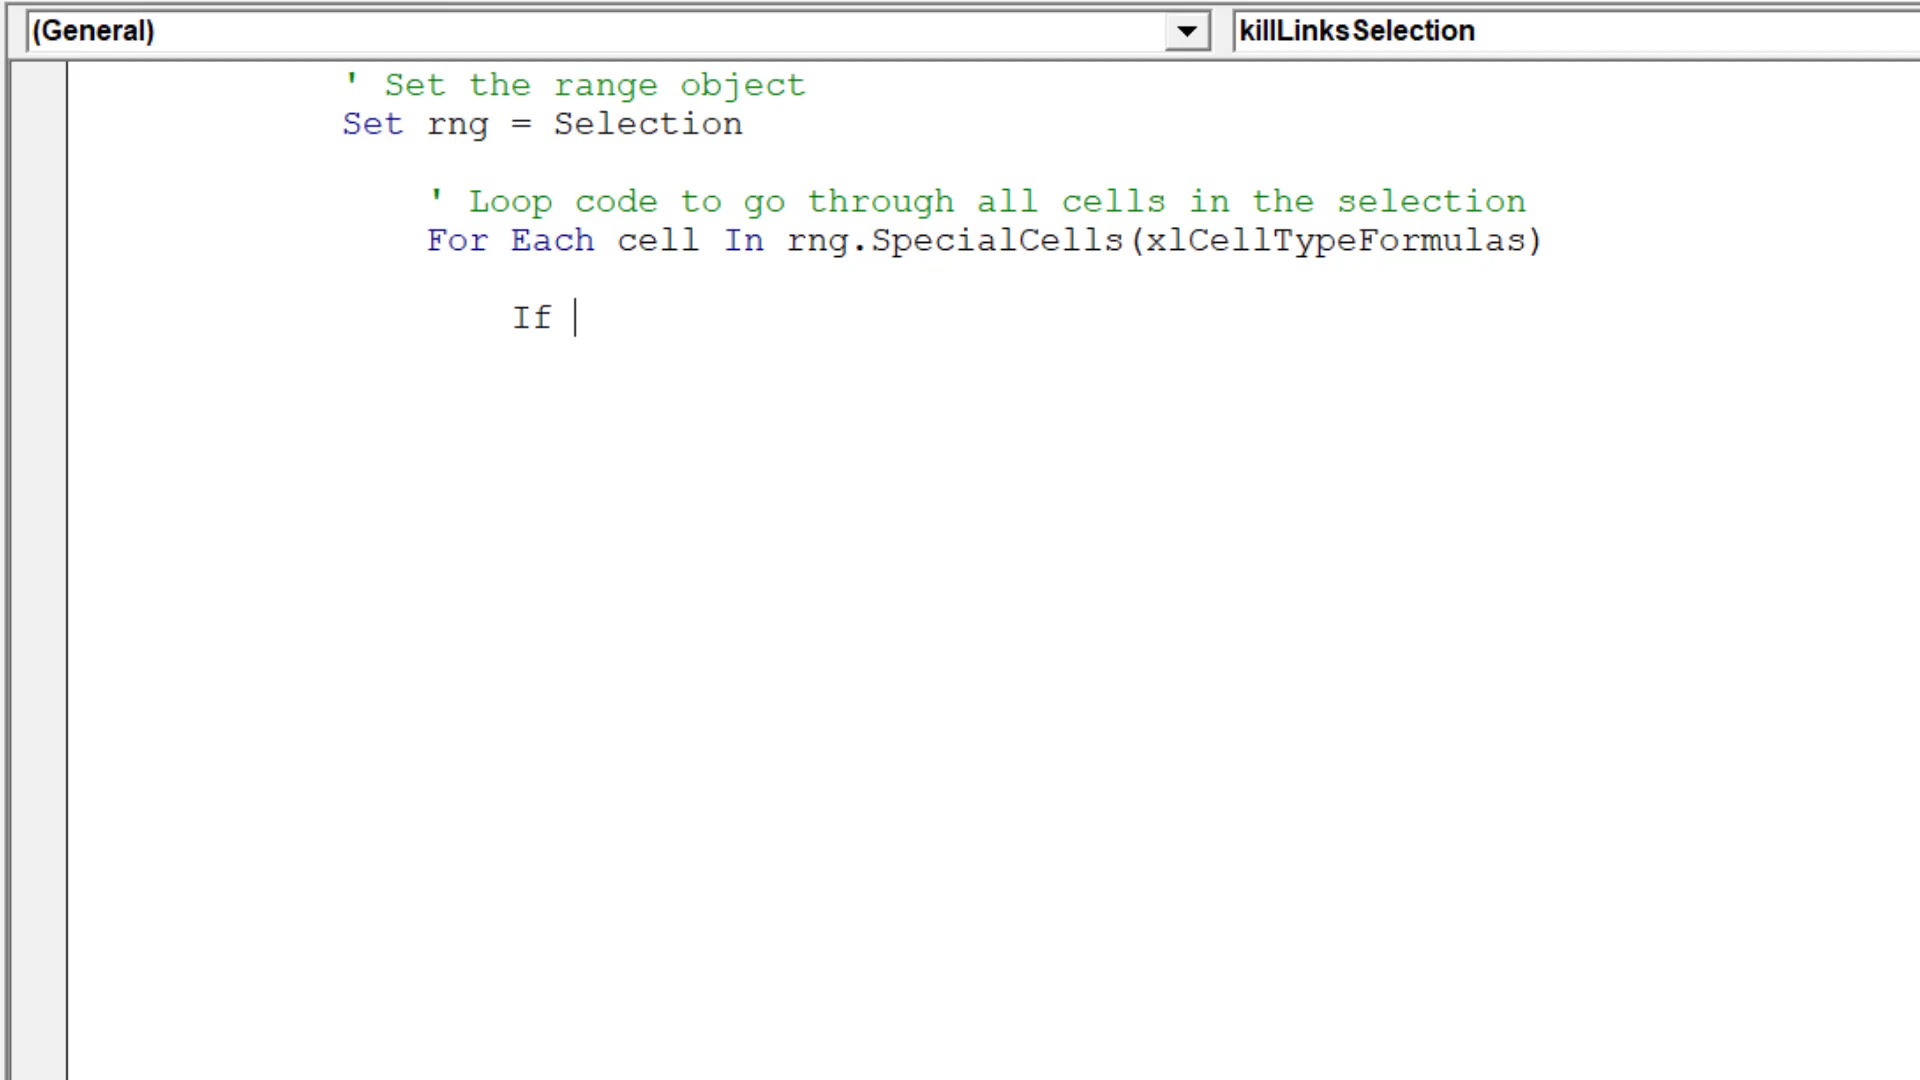 (General) killLinksSelection
' Set the range object
Set rng = Selection
' Loop code to go through all cells in the selection
For Each cell In rng.SpecialCells(xlCellTypeFormulas)
If